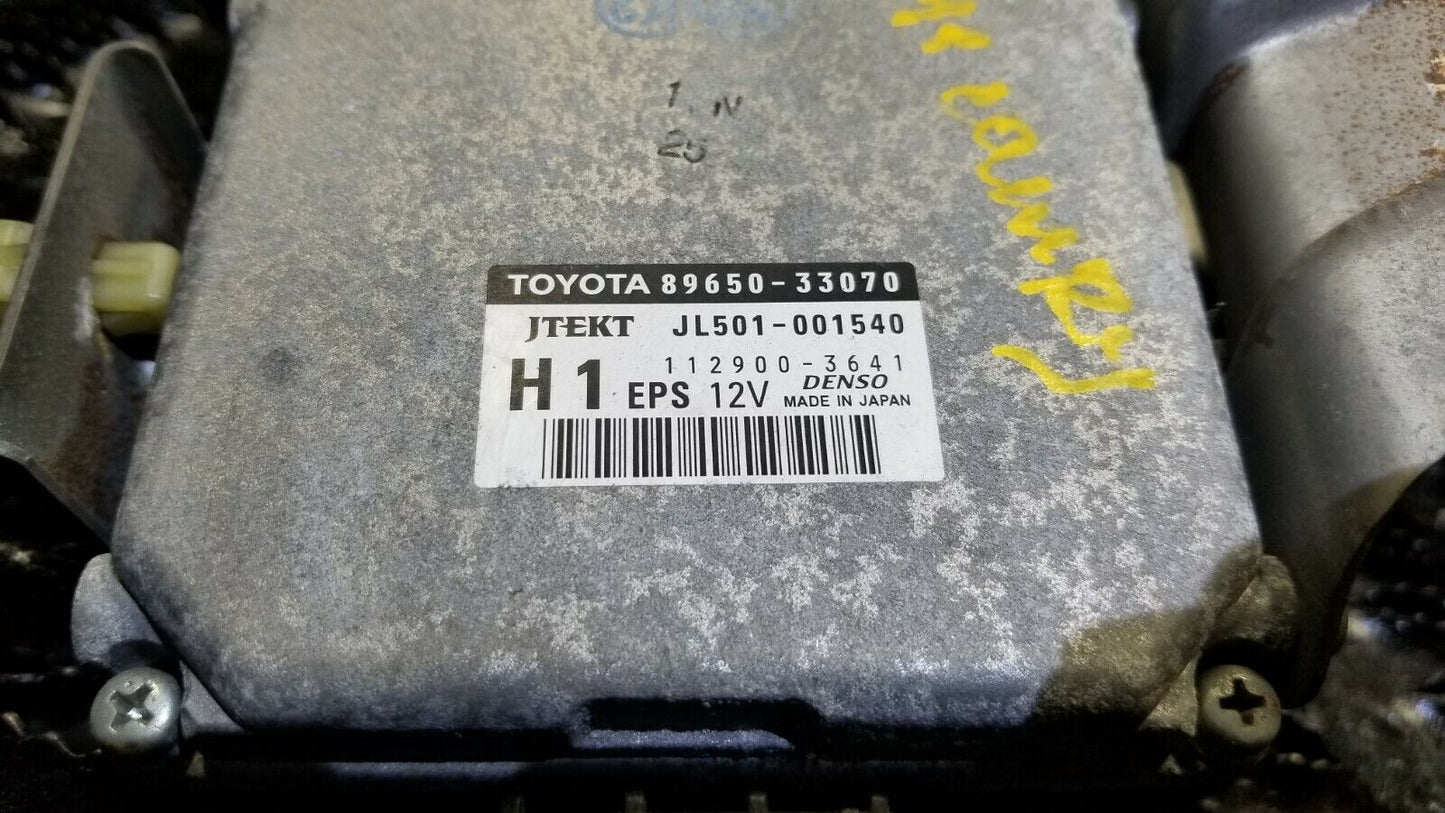 camry
1. N
25
TOYOTA 89650-33070
JTEKT JL501-001540
112900-3641
H1 EPS 12V DENSO
MADE IN JAPAN